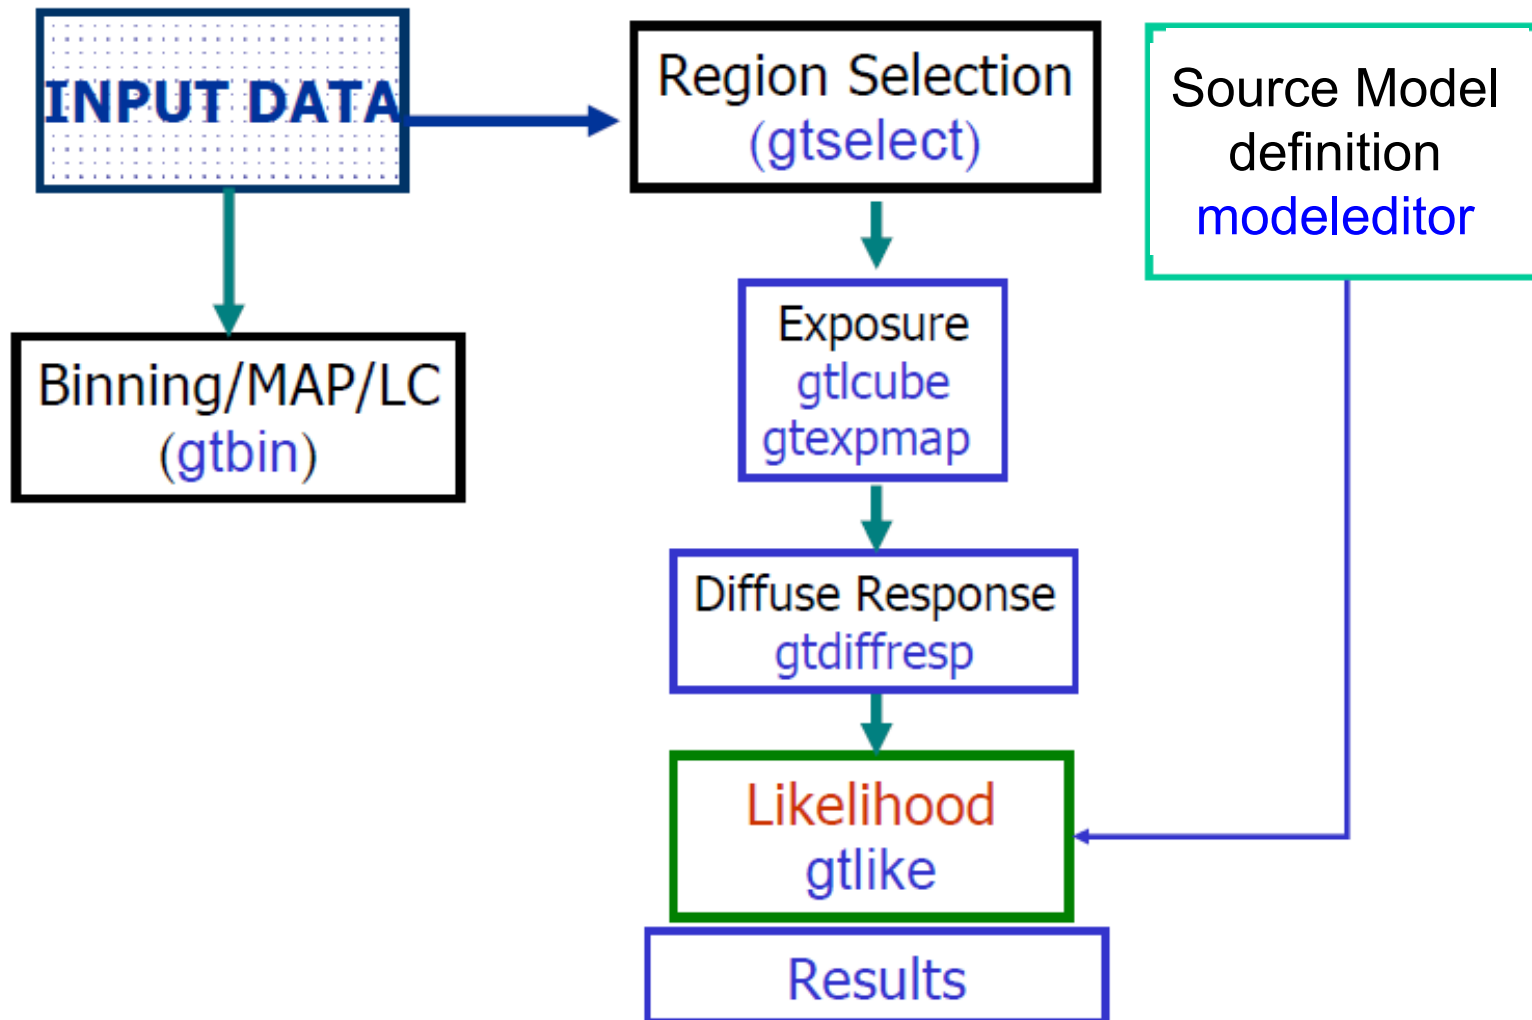 INPUT DATA
Region Selection
(gtselect)
Source Model
definition
modeleditor
Binning/MAP/LC
(gtbin)
Exposure
gtlcube
gtexpmap
Diffuse Response
gtdiffresp
Likelihood
gtlike
Results